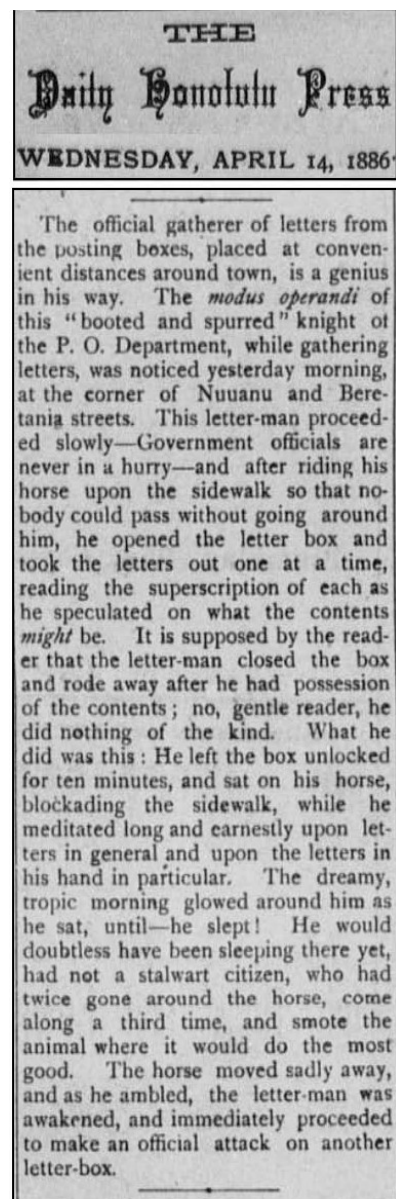 THE
Daily Honolulu Press
WEDNESDAY, APRIL 14, 1886.
The official gatherer of letters from
the posting boxes, placed at conven-
ient distances around town, is a genius
in his way. The modus operandi of
this "booted and spurred" knight of
the P. O. Department, while gathering
letters, was noticed yesterday morning,
at the corner of Nuuanu and Bere-
tania streets. This letter-man proceed-
ed slowly—Government officials are
never in a hurry—and after riding his
horse upon the sidewalk so that no-
body could pass without going around
him, he opened the letter box and
took the letters out one at a time,
reading the superscription of each as
he speculated on what the contents
might be. It is supposed by the read-
er that the letter-man closed the box
and rode away after he had possession
of the contents; no, gentle reader, he
did nothing of the kind. What he
did was this: He left the box unlocked
for ten minutes, and sat on his horse,
blockading the sidewalk, while he
meditated long and earnestly upon let-
ters in general and upon the letters in
his hand in particular. The dreamy,
tropic morning glowed around him as
he sat, until—he slept! He would
doubtless have been sleeping there yet,
had not a stalwart citizen, who had
twice gone around the horse, come
along a third time, and smote the
animal where it would do the most
good. The horse moved sadly away,
and as he ambled, the letter-man was
awakened, and immediately proceeded
to make an official attack on another
letter-box.